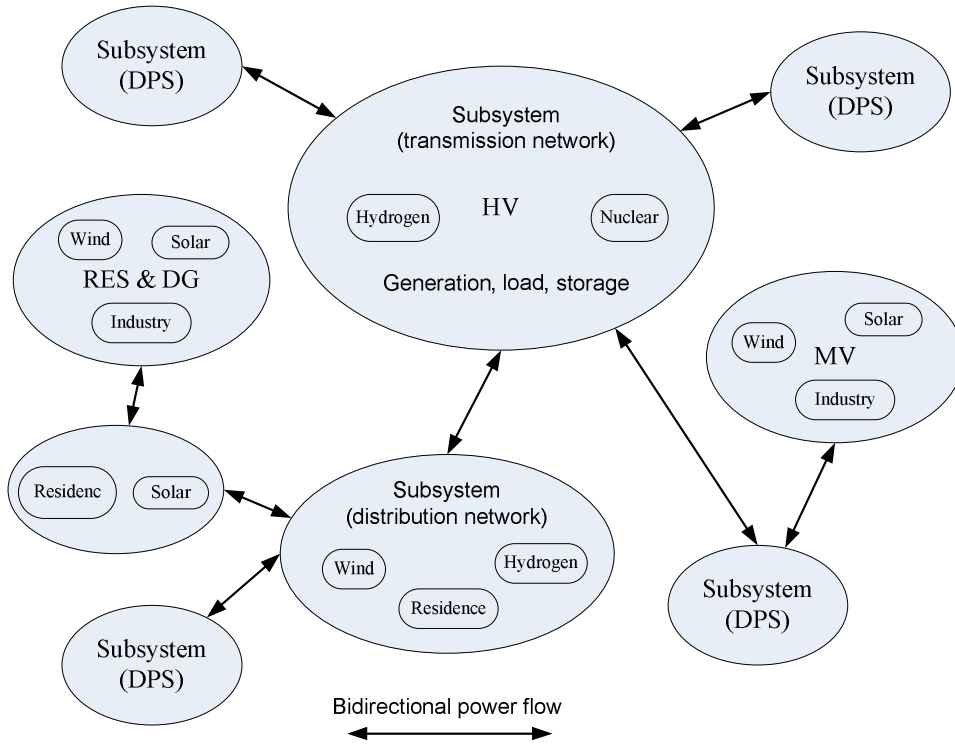 Subsystem
(DPS)
Subsystem
(transmission network)
Hydrogen
HV
Nuclear
Generation, load, storage
Subsystem
(DPS)
Wind
Solar
RES & DG
Industry
Solar
Wind
MV
Industry
Residenc
Solar
Subsystem
(distribution network)
Wind
Hydrogen
Residence
Subsystem
(DPS)
Subsystem
(DPS)
Bidirectional power flow